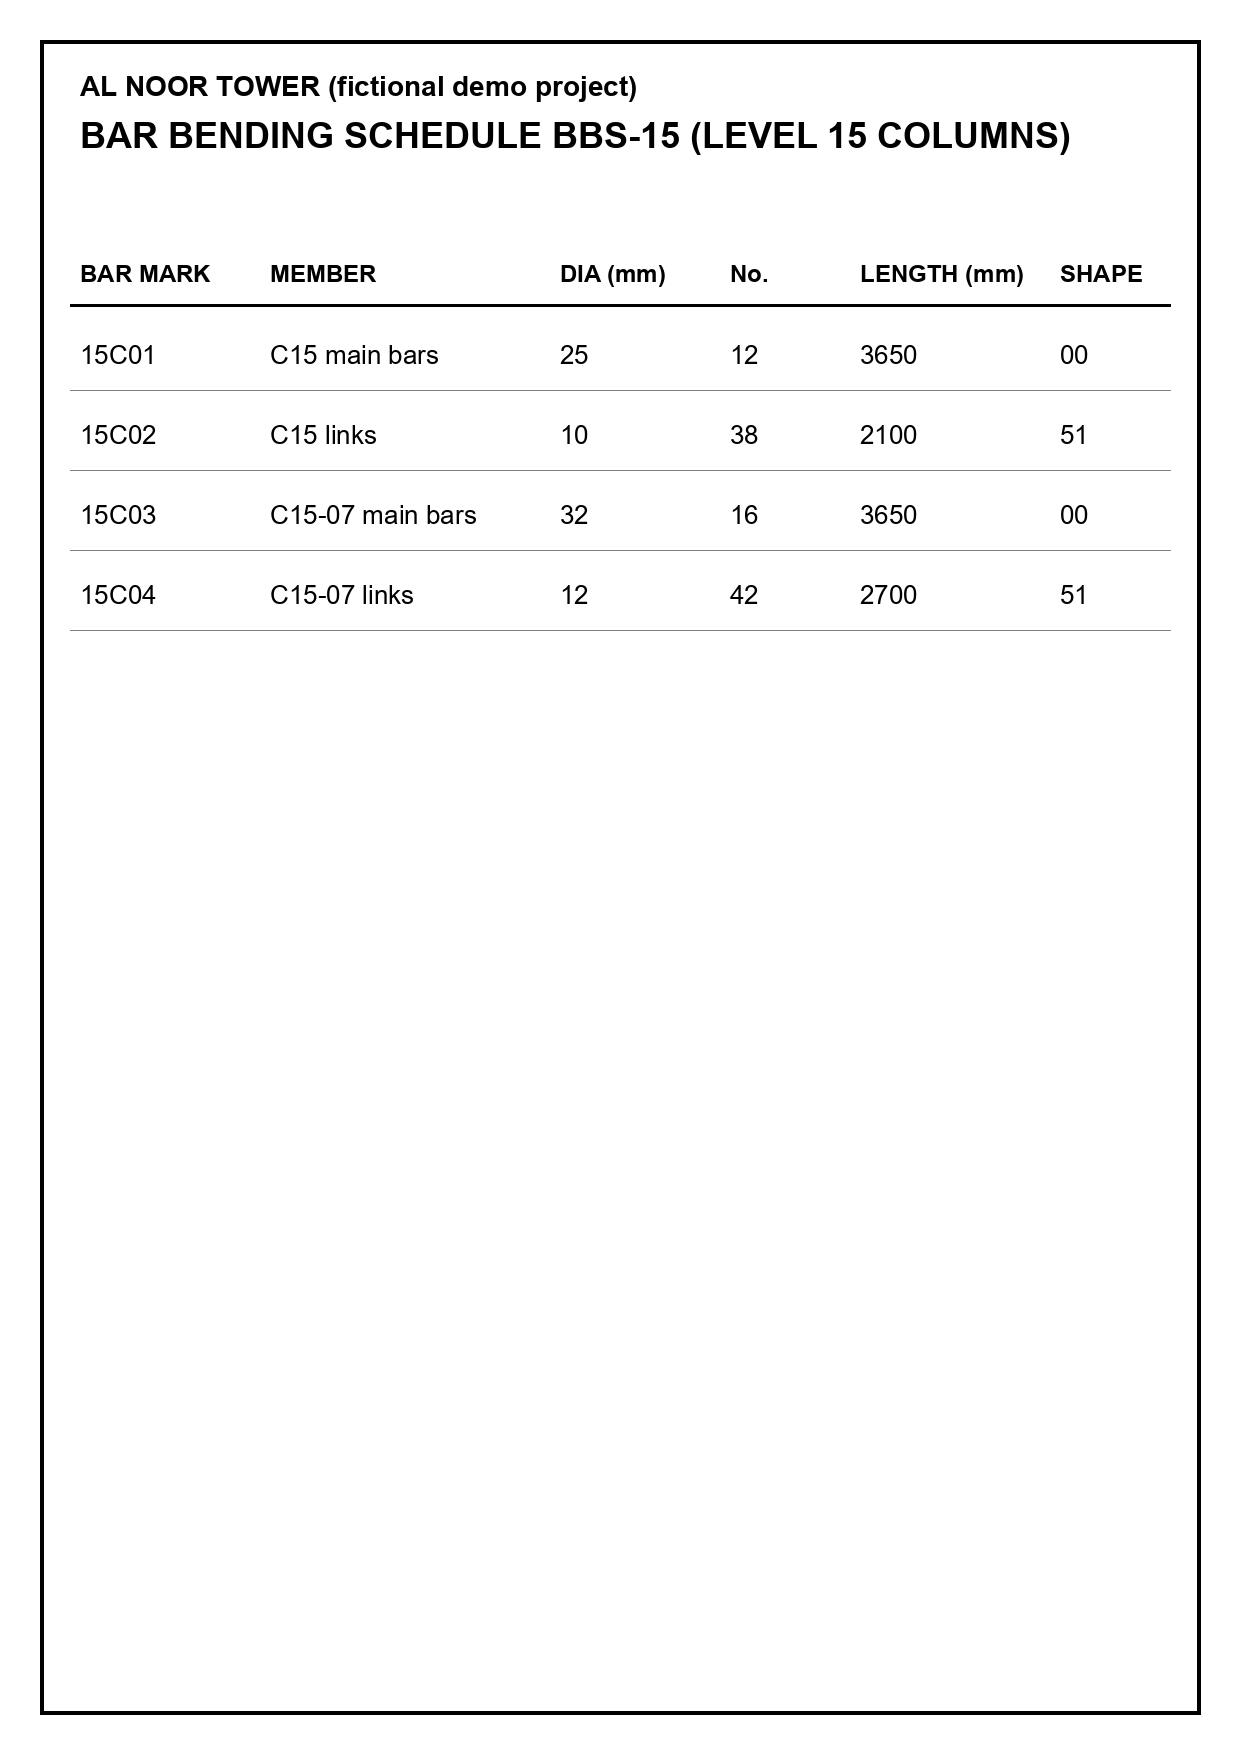 AL NOOR TOWER (fictional demo project)
BAR BENDING SCHEDULE BBS-15 (LEVEL 15 COLUMNS)
BAR MARK MEMBER DIA (mm) No. LENGTH (mm) SHAPE
15C01 C15 main bars 25 12 3650 00
15C02 C15 links 10 38 2100 51
15C03 C15-07 main bars 32 16 3650 00
15C04 C15-07 links 12 42 2700 51